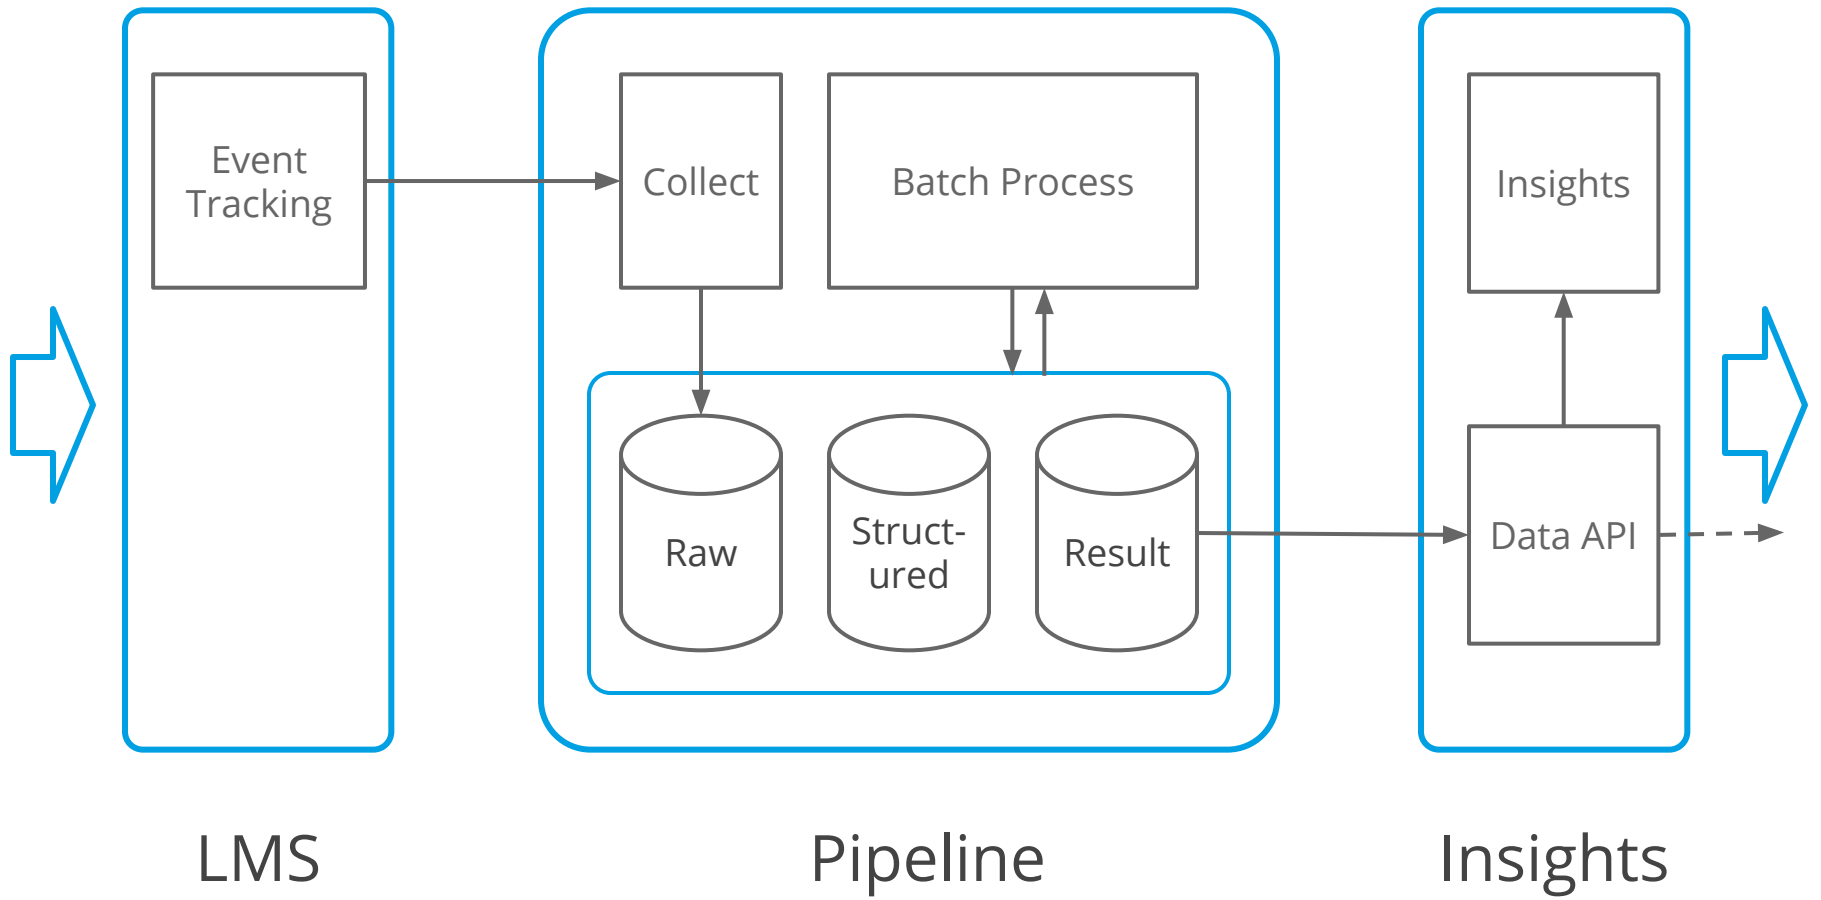 Event
Tracking
Collect
Batch Process
Insights
Raw
Struct-
ured
Result
Data API
LMS
Pipeline
Insights